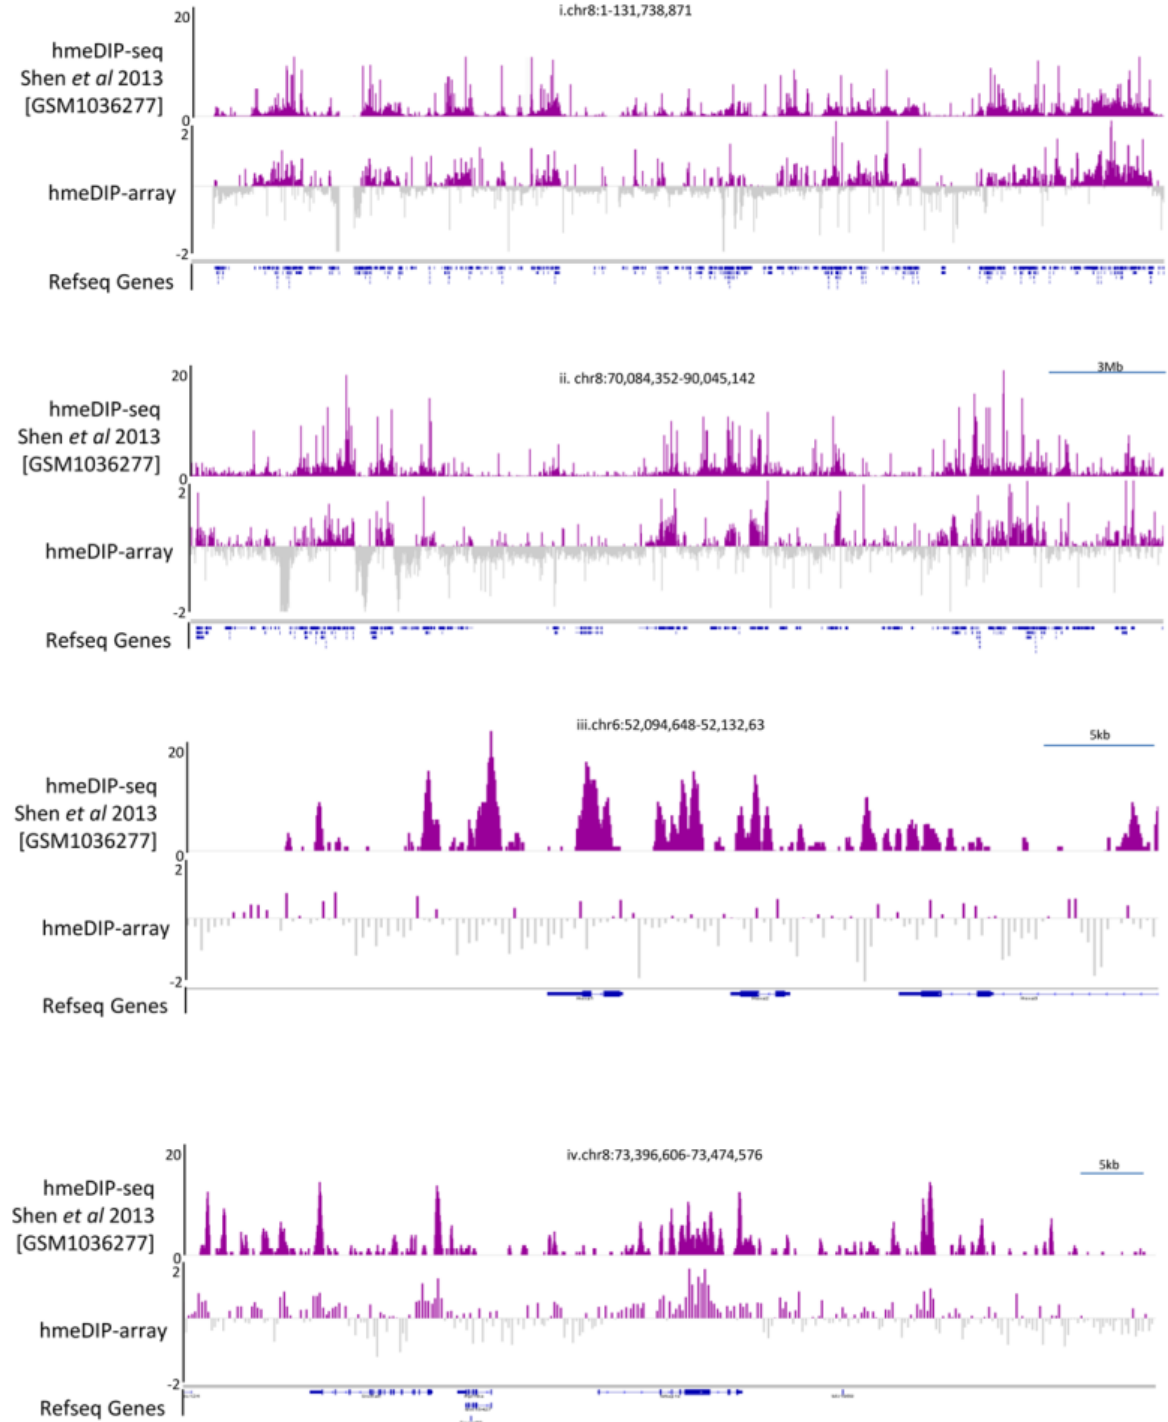 i.chr8:1-131,738,871
20
hmeDIP-seq
Shen et al 2013
[GSM1036277]
0
2
hmeDIP-array
-2
Refseq Genes
ii. chr8:70,084,352-90,045,142
3Mb
20
hmeDIP-seq
Shen et al 2013
[GSM1036277]
0
2
hmeDIP-array
-2
Refseq Genes
iii.chr6:52,094,648-52,132,63
5kb
20
hmeDIP-seq
Shen et al 2013
[GSM1036277]
0
2
hmeDIP-array
-2
Refseq Genes
iv.chr8:73,396,606-73,474,576
5kb
20
hmeDIP-seq
Shen et al 2013
[GSM1036277]
0
2
hmeDIP-array
-2
Refseq Genes